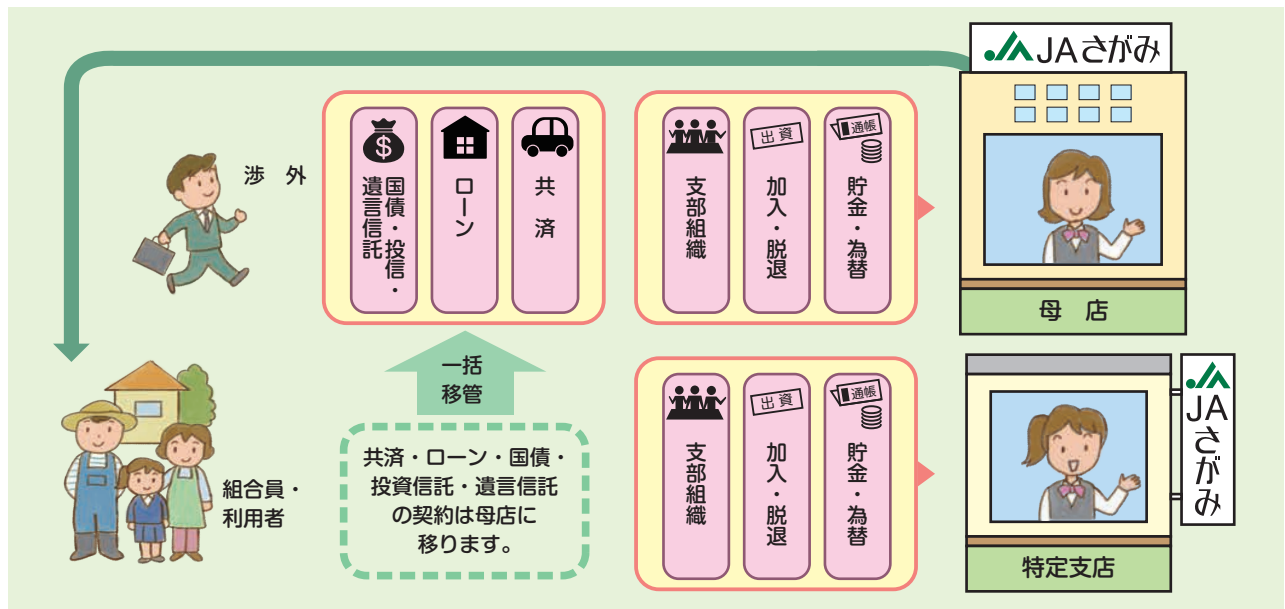 JAさがみ
渉 外
国債・投信・
遺言信託
ローン
共 済
支部組織
出資
加入・脱退
通帳
貯金・為替
母 店
一括
移管
共済・ローン・国債・
投資信託・遺言信託
の契約は母店に
移ります。
組合員・
利用者
支部組織
出資
加入・脱退
通帳
貯金・為替
JAさがみ
特定支店